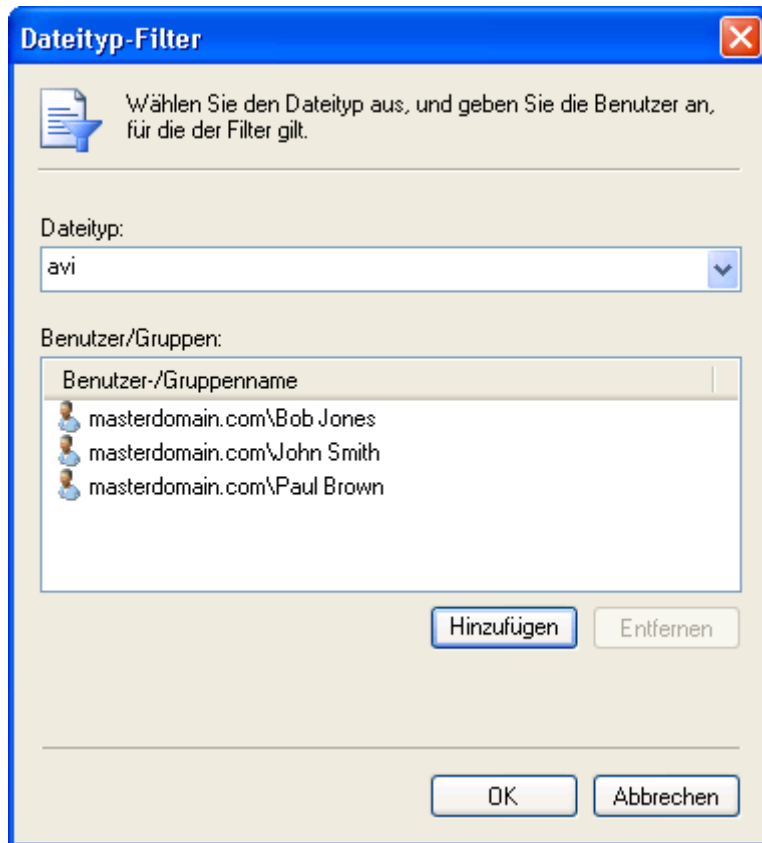 Dateityp-Filter
Wählen Sie den Dateityp aus, und geben Sie die Benutzer an,
für die der Filter gilt.
Dateityp:
avi
Benutzer/Gruppen:
Benutzer-/Gruppenname
masterdomain.com\Bob Jones
masterdomain.com\John Smith
masterdomain.com\Paul Brown
Hinzufügen
Entfernen
OK
Abbrechen